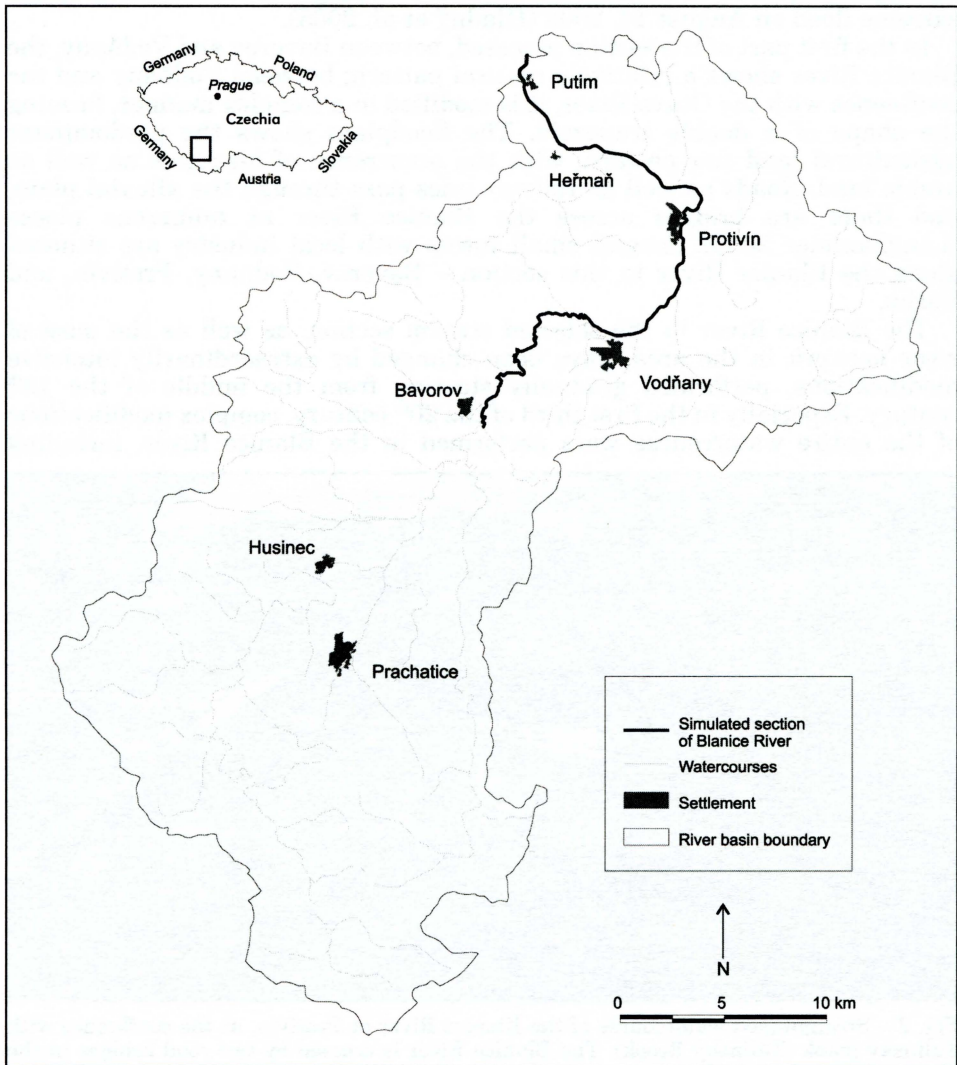 Germany
Poland
Prague
Czechia
Germany
Slovakia
Austria
Putim
Heřmaň
Protivín
Vodňany
Bavorov
Husinec
Prachatice
Simulated section
of Blanice River
Watercourses
Settlement
River basin boundary
N
0 5 10 km